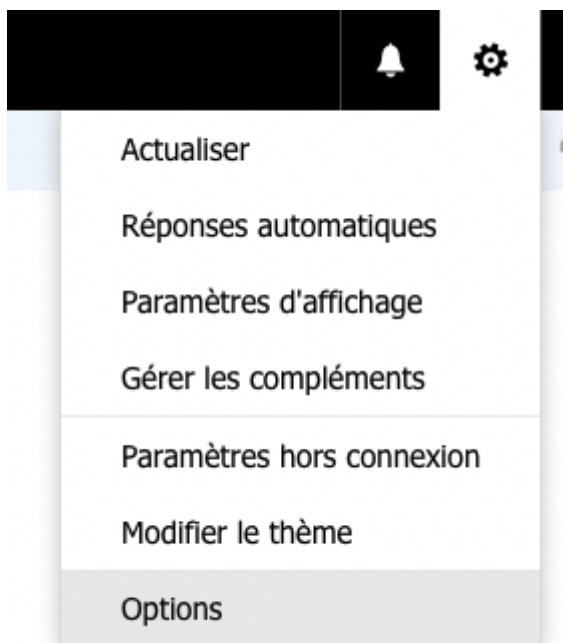 Actualiser
Réponses automatiques
Paramètres d'affichage
Gérer les compléments
Paramètres hors connexion
Modifier le thème
Options